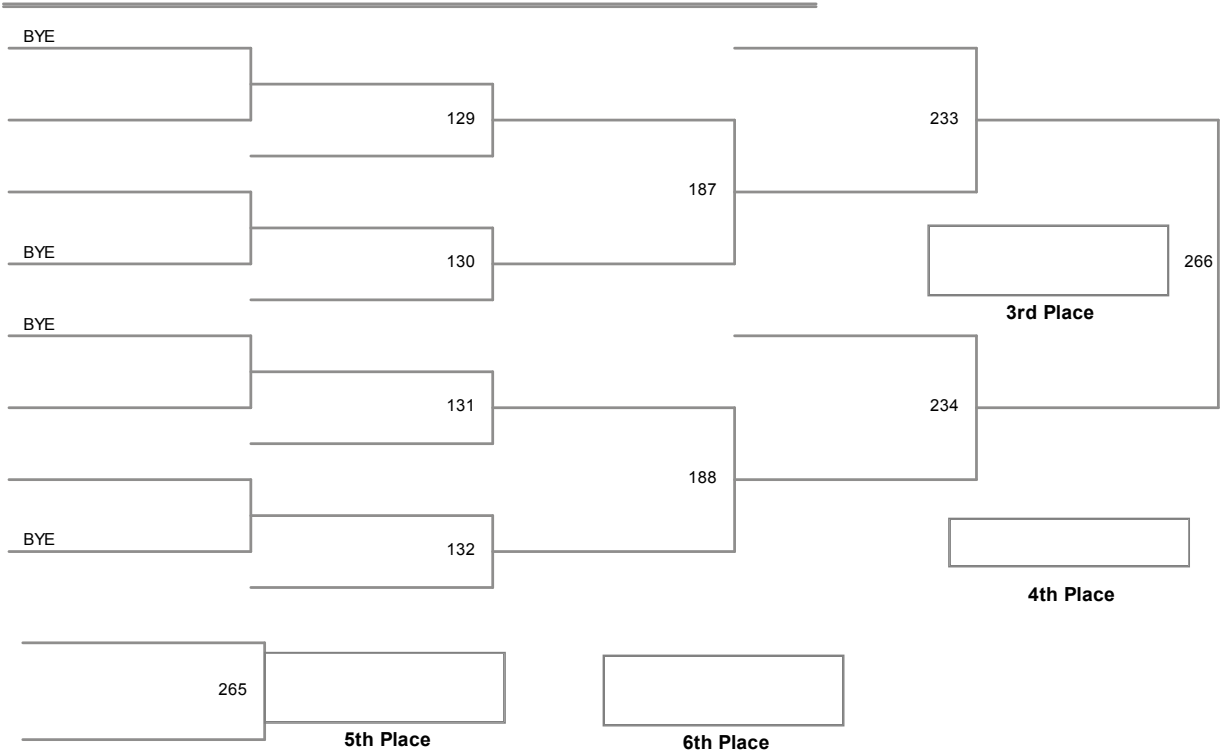 BYE
129
233
187
BYE
130
266
3rd Place
BYE
131
234
188
BYE
132
4th Place
265
5th Place
6th Place